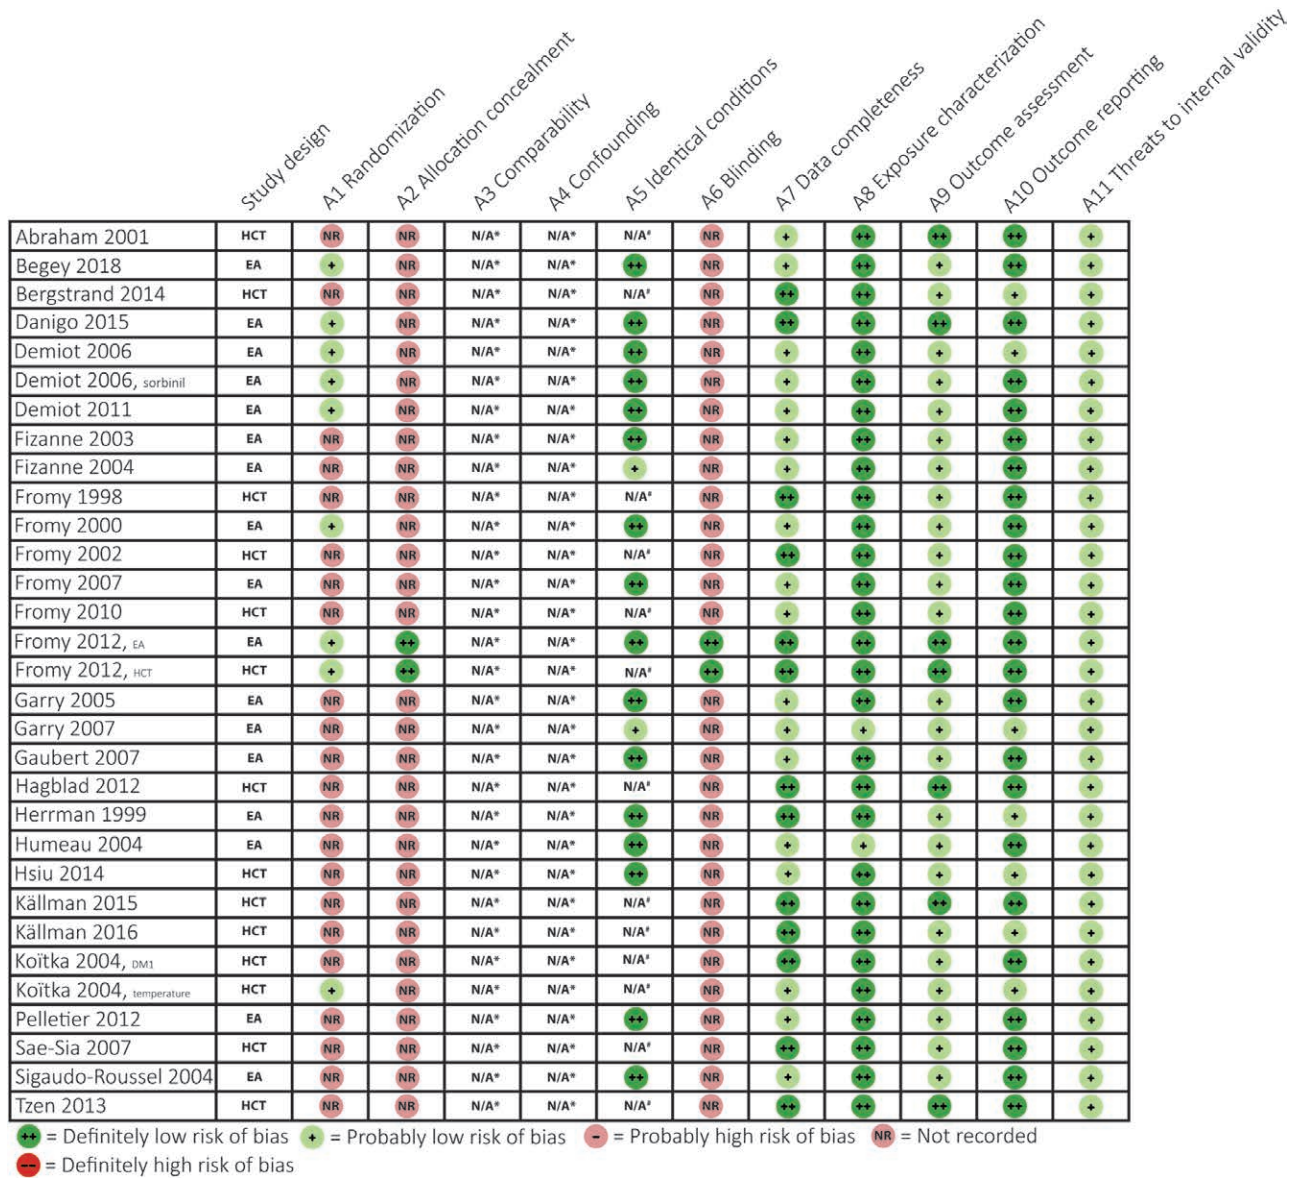 Study design
A1 Randomization
A2 Allocation concealment
A3 Comparability
A4 Confounding
A5 Identical conditions
A6 Blinding
A7 Data completeness
A8 Exposure characterization
A9 Outcome assessment
A10 Outcome reporting
A11 Threats to internal validity
Abraham 2001 HCT NR NR N/A* N/A* N/A# NR + ++ ++ ++ +
Begey 2018 EA + NR N/A* N/A* ++ NR + ++ + ++ +
Bergstrand 2014 HCT NR NR N/A* N/A* N/A# NR ++ ++ + + +
Danigo 2015 EA + NR N/A* N/A* ++ NR ++ ++ ++ ++ +
Demiot 2006 EA + NR N/A* N/A* ++ NR + ++ + + +
Demiot 2006, sorbinil EA + NR N/A* N/A* ++ NR + ++ + ++ +
Demiot 2011 EA + NR N/A* N/A* ++ NR + ++ + ++ +
Fizanne 2003 EA NR NR N/A* N/A* ++ NR + ++ + ++ +
Fizanne 2004 EA NR NR N/A* N/A* + NR + ++ + ++ +
Fromy 1998 HCT NR NR N/A* N/A* N/A# NR ++ ++ + ++ +
Fromy 2000 EA + NR N/A* N/A* ++ NR + ++ + ++ +
Fromy 2002 HCT NR NR N/A* N/A* N/A# NR ++ ++ + ++ +
Fromy 2007 EA NR NR N/A* N/A* ++ NR + ++ + ++ +
Fromy 2010 HCT NR NR N/A* N/A* N/A# NR + ++ + ++ +
Fromy 2012, EA EA + ++ N/A* N/A* ++ ++ ++ ++ ++ ++ +
Fromy 2012, HCT HCT + ++ N/A* N/A* N/A# ++ ++ ++ ++ ++ +
Garry 2005 EA NR NR N/A* N/A* ++ NR + ++ + ++ +
Garry 2007 EA NR NR N/A* N/A* + NR + + + + +
Gaubert 2007 EA NR NR N/A* N/A* ++ NR + ++ + ++ +
Hagblad 2012 HCT NR NR N/A* N/A* N/A# NR ++ ++ ++ ++ +
Herrman 1999 EA NR NR N/A* N/A* ++ NR ++ ++ + + +
Humeau 2004 EA NR NR N/A* N/A* ++ NR + + + ++ +
Hsiu 2014 HCT NR NR N/A* N/A* ++ NR + ++ + + +
Källman 2015 HCT NR NR N/A* N/A* N/A# NR ++ ++ ++ ++ +
Källman 2016 HCT NR NR N/A* N/A* N/A# NR ++ ++ + + +
Koïtka 2004, DM1 HCT NR NR N/A* N/A* N/A# NR ++ ++ + ++ +
Koïtka 2004, temperature HCT + NR N/A* N/A* N/A# NR + ++ + + +
Pelletier 2012 EA NR NR N/A* N/A* ++ NR + ++ + ++ +
Sae-Sia 2007 HCT NR NR N/A* N/A* N/A# NR ++ ++ + ++ +
Sigaudo-Roussel 2004 EA NR NR N/A* N/A* ++ NR + ++ + ++ +
Tzen 2013 HCT NR NR N/A* N/A* N/A# NR ++ ++ ++ ++ +
++ = Definitely low risk of bias + = Probably low risk of bias − = Probably high risk of bias NR = Not recorded
−− = Definitely high risk of bias